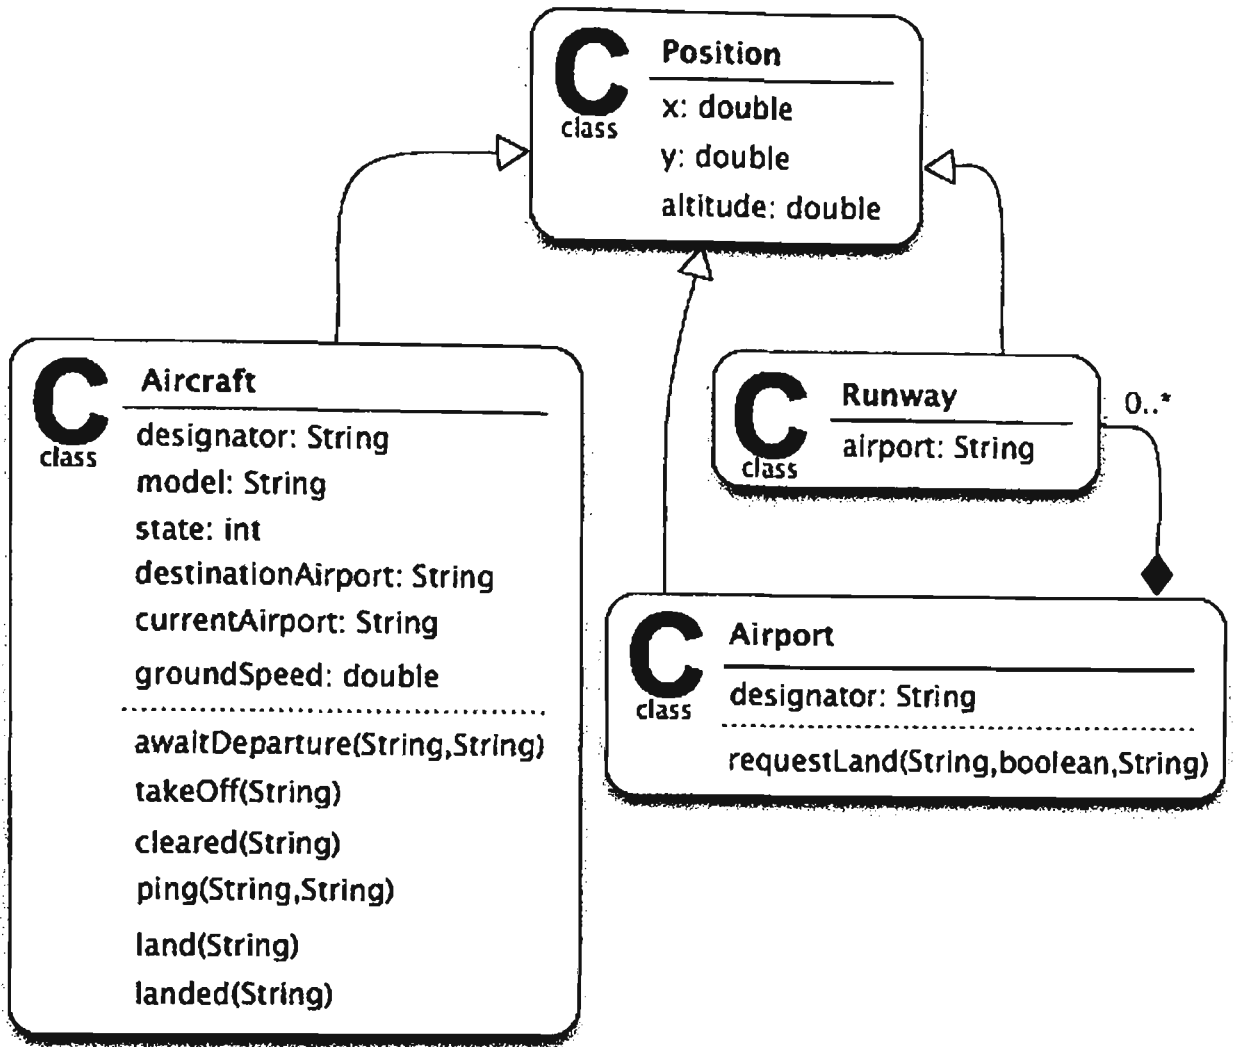 C
class
Position
x: double
y: double
altitude: double
C
class
Aircraft
designator: String
model: String
state: int
destinationAirport: String
currentAirport: String
groundSpeed: double
awaitDeparture(String,String)
takeOff(String)
cleared(String)
ping(String,String)
land(String)
landed(String)
C
class
Runway
airport: String
0..*
C
class
Airport
designator: String
requestLand(String,boolean,String)